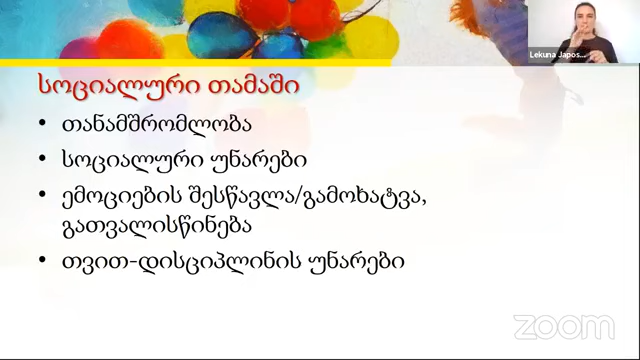 Lekuna Japos...
სოციალური თამაში
• თანამშრომლობა
• სოციალური უნარები
• ემოციების შესწავლა/გამოხატვა,
გათვალისწინება
• თვით-დისციპლინის უნარები
zoom